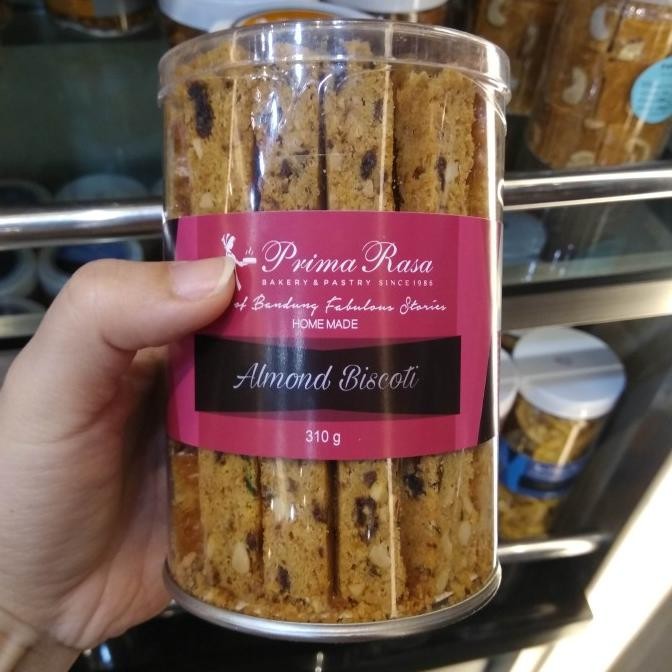 Prima Rasa
BAKERY & PASTRY SINCE 1986
of Bandung Fabulous Stories
HOME MADE
Almond Biscoti
310 g